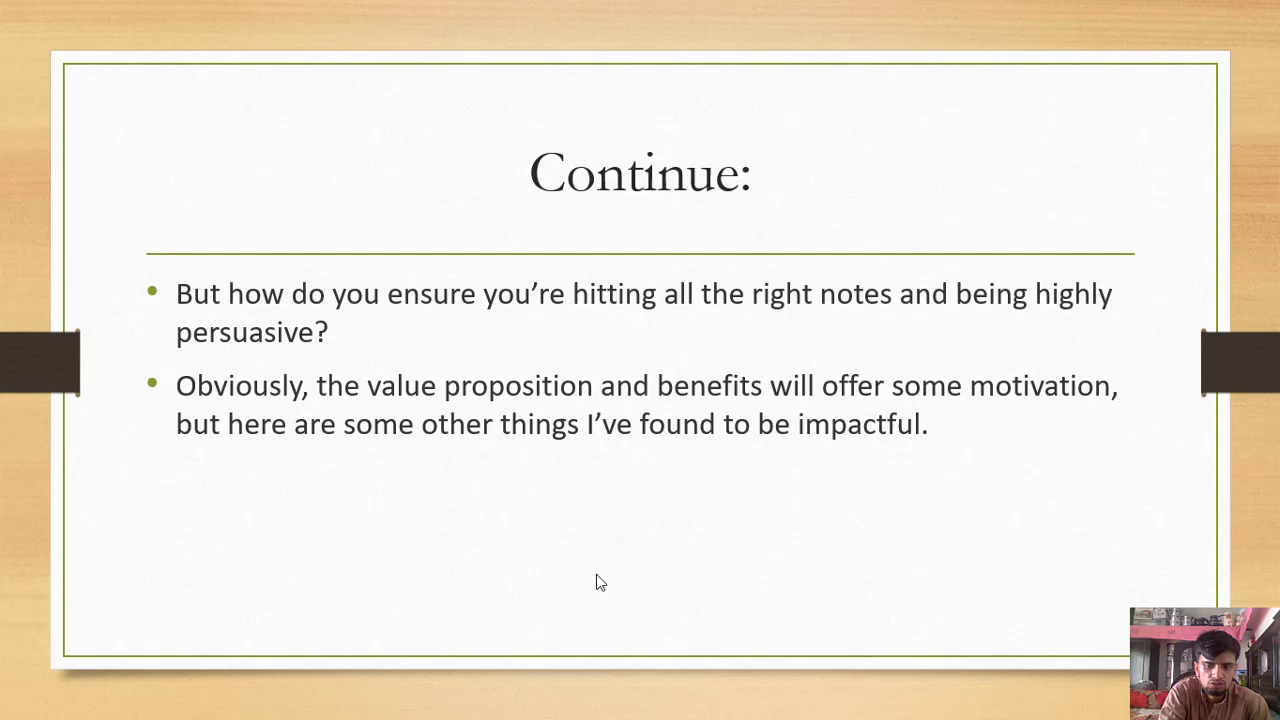 Continue:
But how do you ensure you’re hitting all the right notes and being highly
persuasive?
Obviously, the value proposition and benefits will offer some motivation,
but here are some other things I’ve found to be impactful.